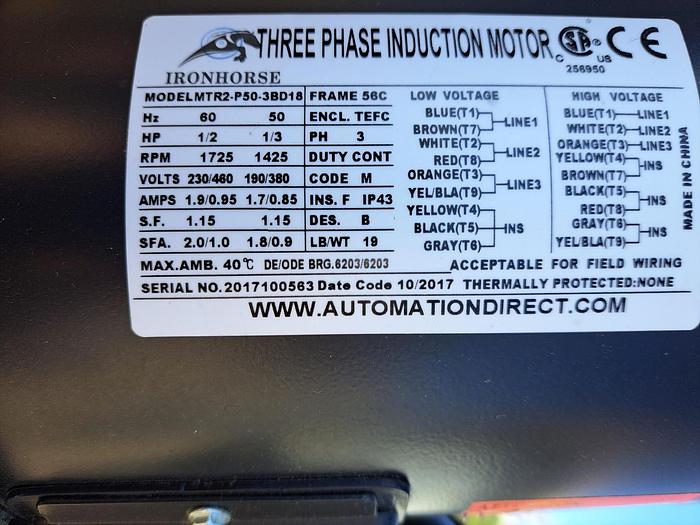 THREE PHASE INDUCTION MOTOR
C SA ® US CE
256950
IRONHORSE
MODEL MTR2-P50-3BD18 FRAME 56C
Hz 60 50 ENCL. TEFC
HP 1/2 1/3 PH 3
RPM 1725 1425 DUTY CONT
VOLTS 230/460 190/380 CODE M
AMPS 1.9/0.95 1.7/0.85 INS. F IP43
S.F. 1.15 1.15 DES. B
SFA. 2.0/1.0 1.8/0.9 LB/WT 19
MAX.AMB. 40℃ DE/ODE BRG.6203/6203
LOW VOLTAGE
BLUE(T1)
BROWN(T7) LINE1
WHITE(T2)
RED(T8) LINE2
ORANGE(T3)
YEL/BLA(T9) LINE3
YELLOW(T4)
BLACK(T5) INS
GRAY(T6)
HIGH VOLTAGE
BLUE(T1) LINE1
WHITE(T2) LINE2
ORANGE(T3) LINE3
YELLOW(T4)
BROWN(T7) INS
BLACK(T5)
RED(T8) INS
GRAY(T6)
YEL/BLA(T9) INS
MADE IN CHINA
ACCEPTABLE FOR FIELD WIRING
SERIAL NO.2017100563 Date Code 10/2017 THERMALLY PROTECTED:NONE
WWW.AUTOMATIONDIRECT.COM